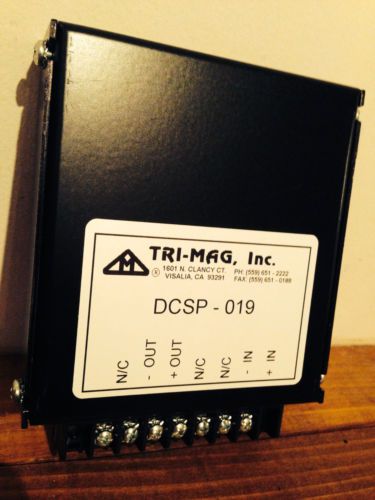 TRI-MAG, Inc.
®
1601 N. CLANCY CT. PH. (559) 651 - 2222
VISALIA, CA 93291 FAX. (559) 651 - 0188
DCSP - 019
N/C
- OUT
+ OUT
N/C
N/C
- IN
+ IN